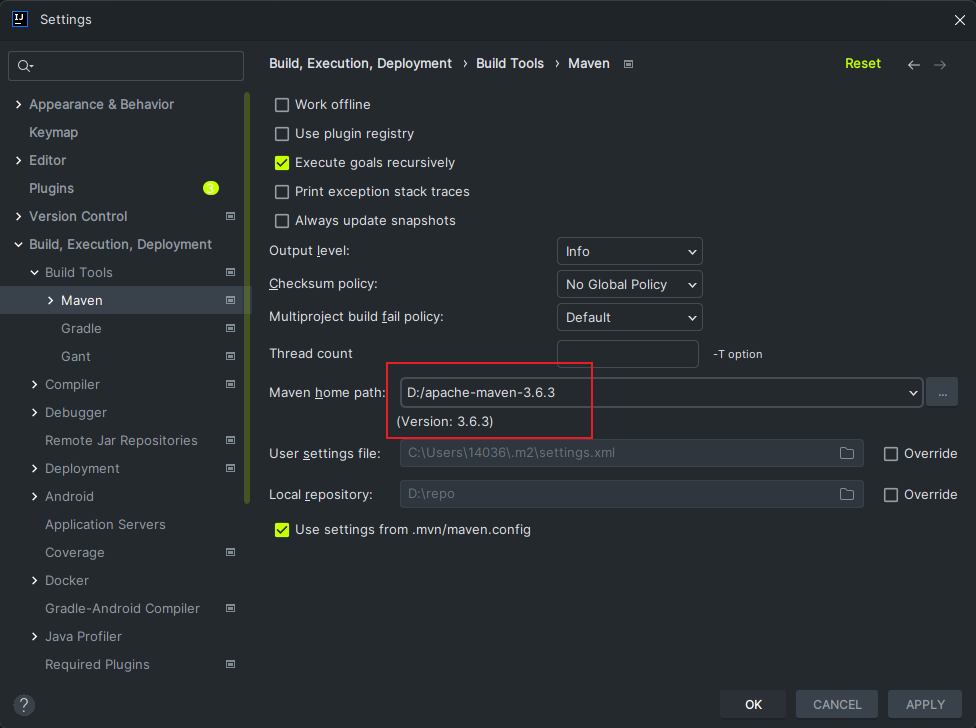 Settings
Build, Execution, Deployment › Build Tools › Maven
Reset
Appearance & Behavior
Keymap
Editor
Plugins 3
Version Control
Build, Execution, Deployment
Build Tools
Maven
Gradle
Gant
Compiler
Debugger
Remote Jar Repositories
Deployment
Android
Application Servers
Coverage
Docker
Gradle-Android Compiler
Java Profiler
Required Plugins
Work offline
Use plugin registry
Execute goals recursively
Print exception stack traces
Always update snapshots
Output level: Info
Checksum policy: No Global Policy
Multiproject build fail policy: Default
Thread count -T option
Maven home path: D:/apache-maven-3.6.3 ...
(Version: 3.6.3)
User settings file: C:\Users\14036\.m2\settings.xml Override
Local repository: D:\repo Override
Use settings from .mvn/maven.config
? OK CANCEL APPLY